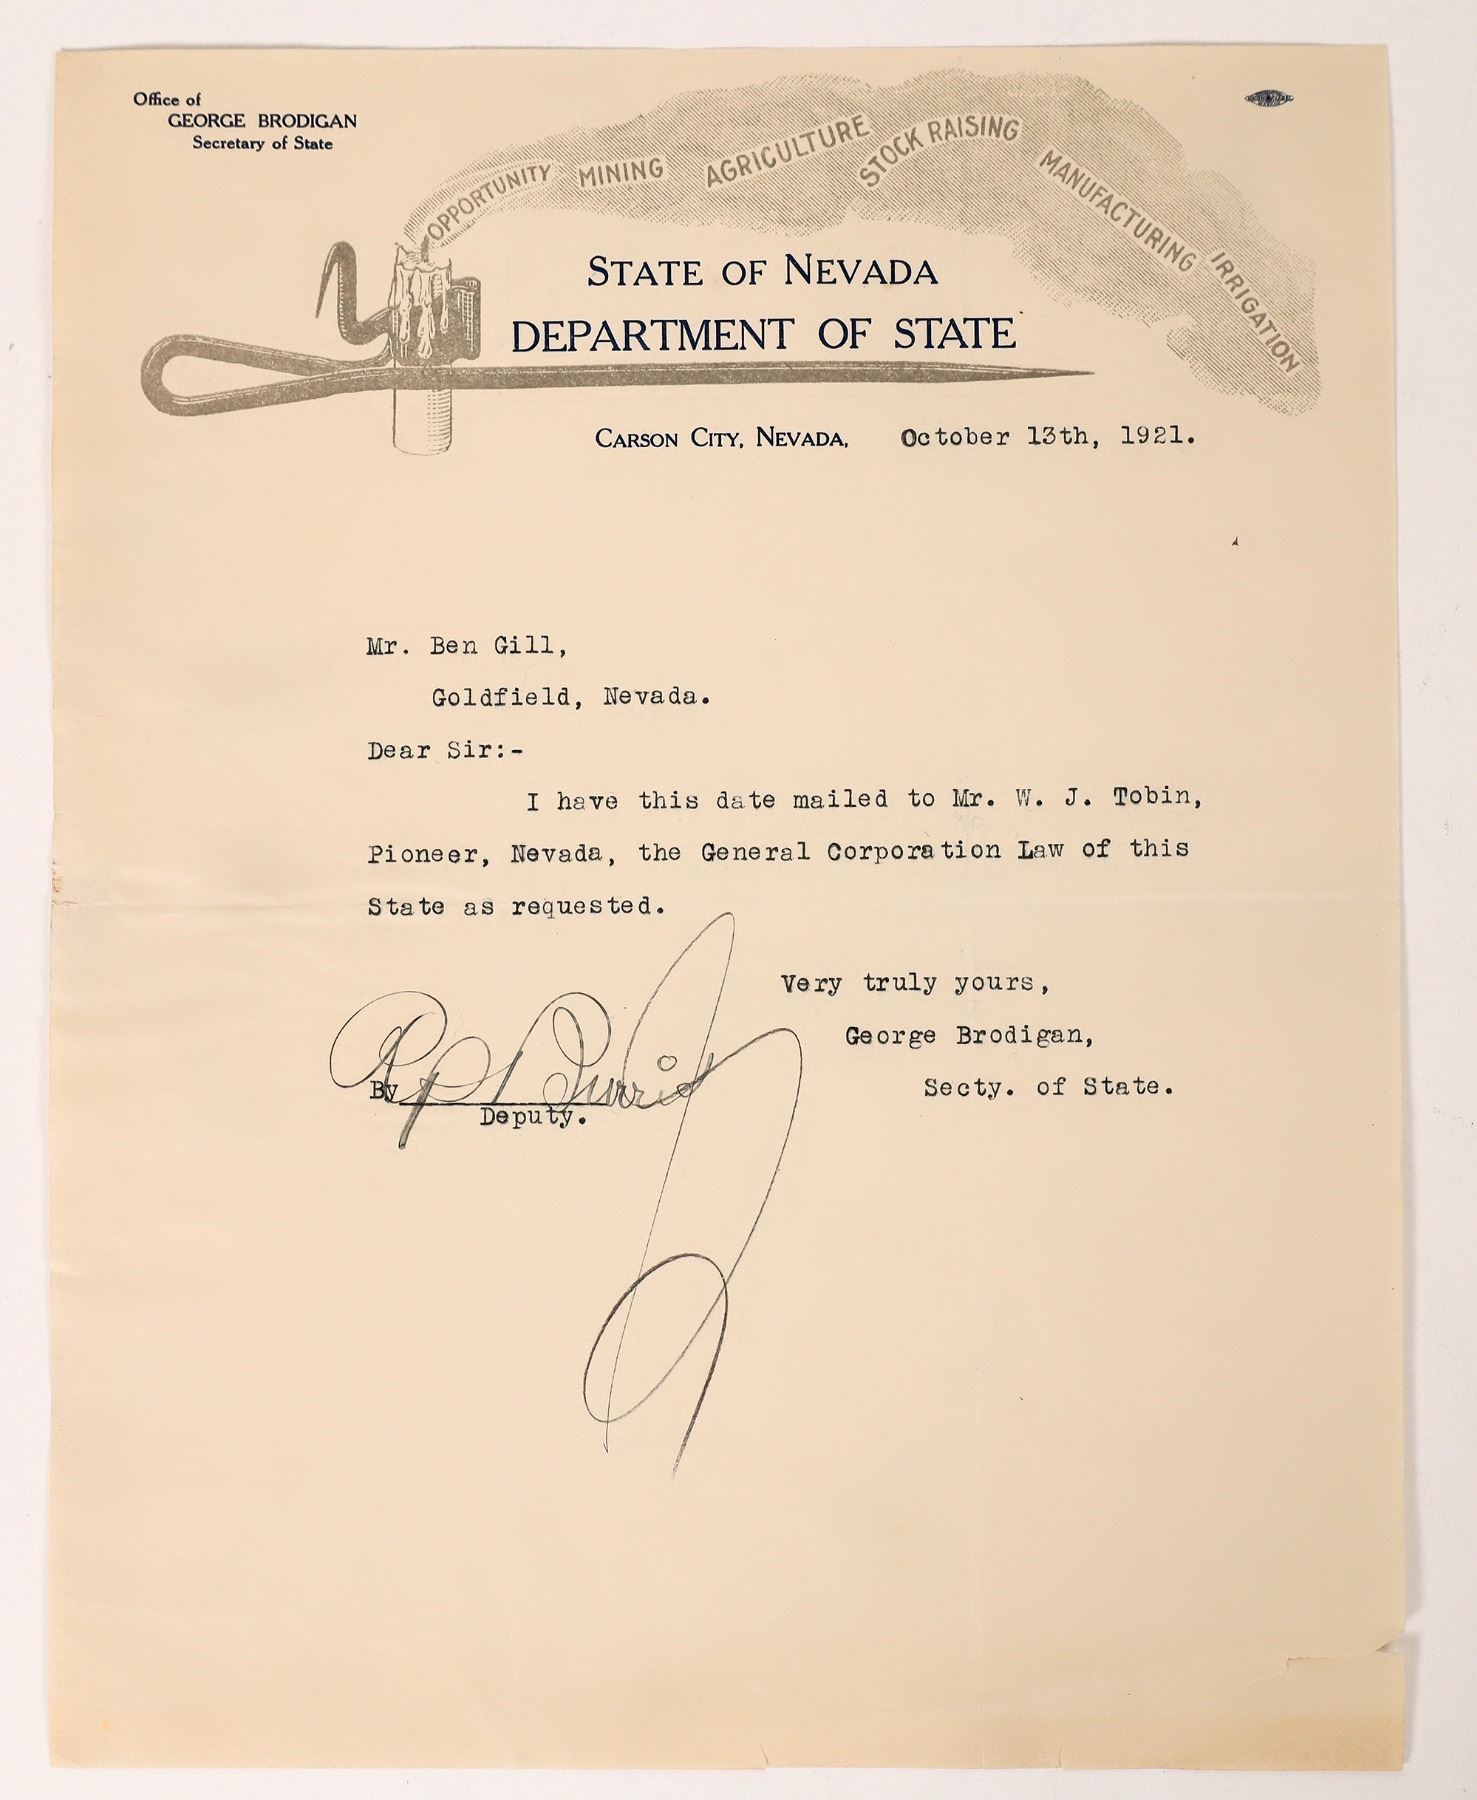 Office of
GEORGE BRODIGAN
Secretary of State
OPPORTUNITY MINING AGRICULTURE STOCK RAISING MANUFACTURING IRRIGATION
STATE OF NEVADA
DEPARTMENT OF STATE
CARSON CITY, NEVADA, October 13th, 1921.
Mr. Ben Gill,
Goldfield, Nevada.
Dear Sir:-
I have this date mailed to Mr. W. J. Tobin,
Pioneer, Nevada, the General Corporation Law of this
State as requested.
Very truly yours,
George Brodigan,
Secty. of State.
By
Deputy.